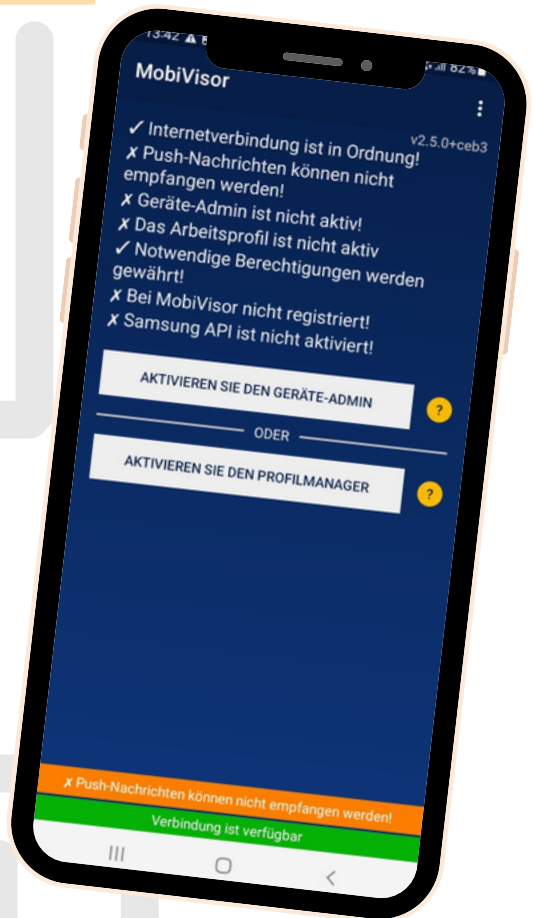 13:42
82%
MobiVisor
v2.5.0+ceb3
✓ Internetverbindung ist in Ordnung!
✗ Push-Nachrichten können nicht
empfangen werden!
✗ Geräte-Admin ist nicht aktiv!
✗ Das Arbeitsprofil ist nicht aktiv
✓ Notwendige Berechtigungen werden
gewährt!
✗ Bei MobiVisor nicht registriert!
✗ Samsung API ist nicht aktiviert!
AKTIVIEREN SIE DEN GERÄTE-ADMIN
?
ODER
AKTIVIEREN SIE DEN PROFILMANAGER
?
✗ Push-Nachrichten können nicht empfangen werden!
Verbindung ist verfügbar